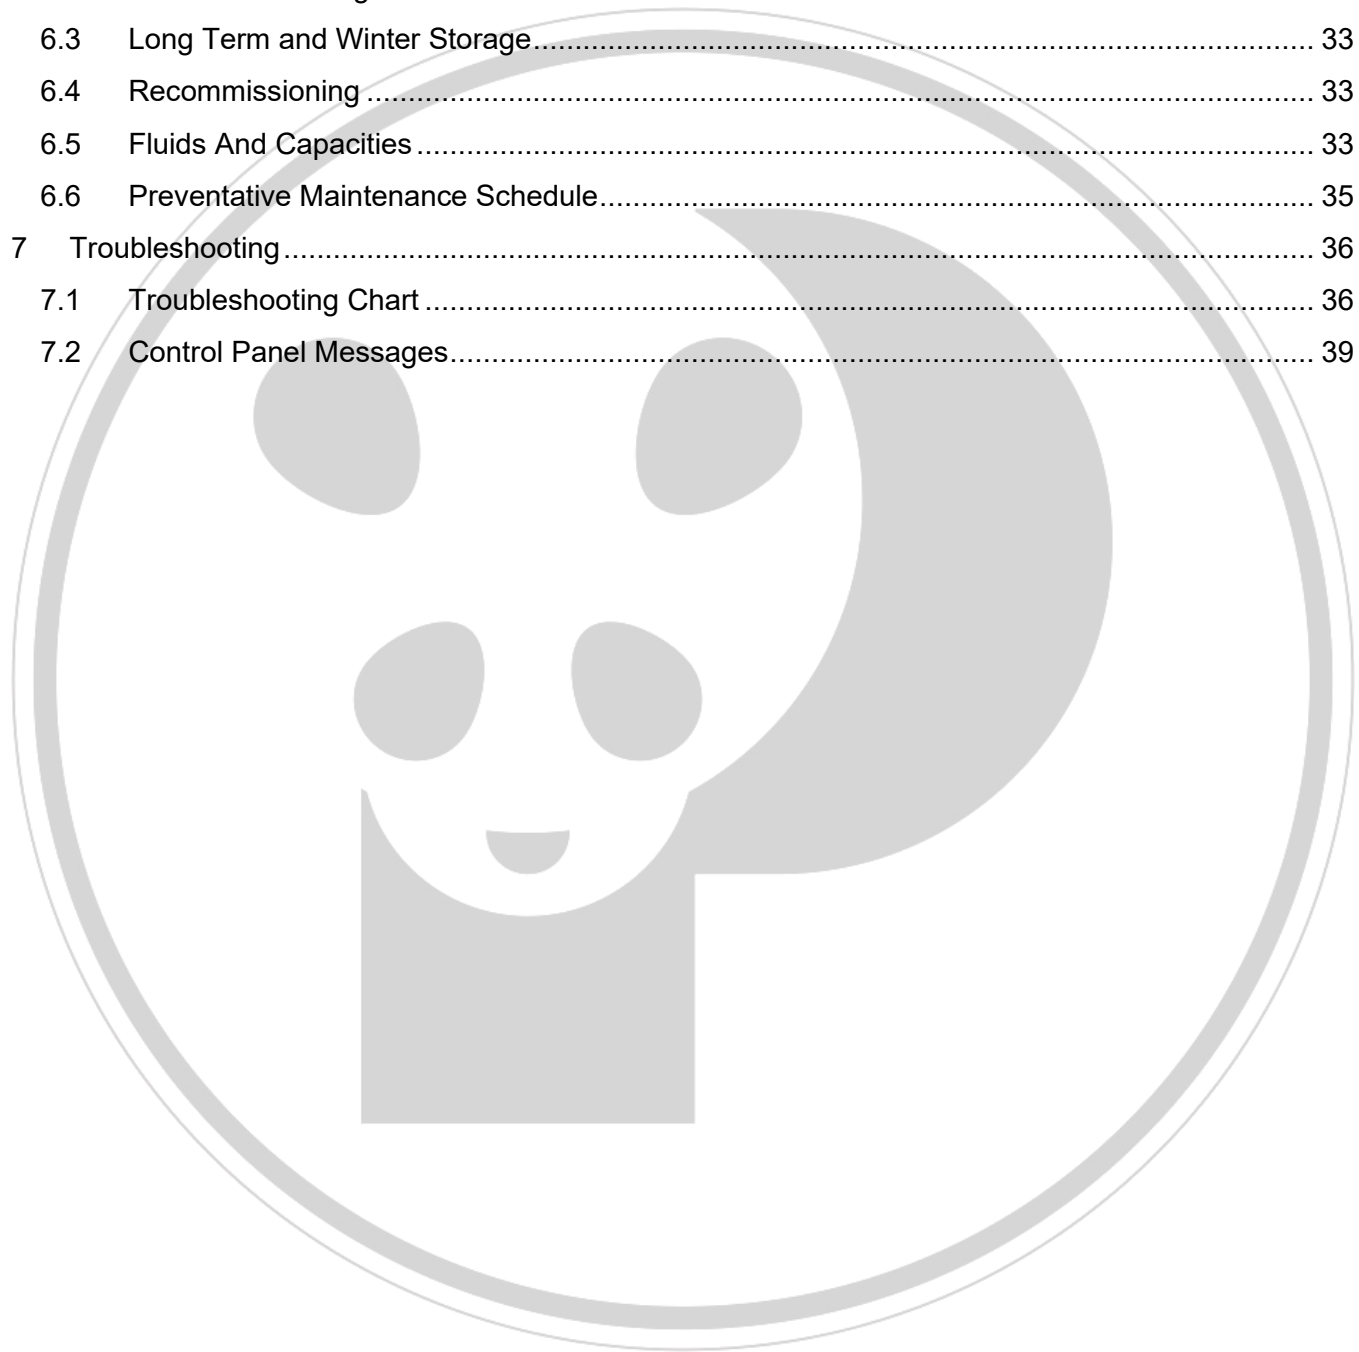 6.3 Long Term and Winter Storage 33
6.4 Recommissioning 33
6.5 Fluids And Capacities 33
6.6 Preventative Maintenance Schedule 35
7 Troubleshooting 36
7.1 Troubleshooting Chart 36
7.2 Control Panel Messages 39